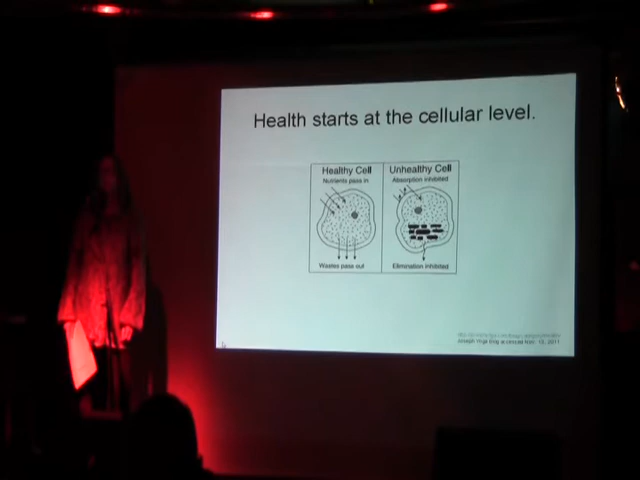 Health starts at the cellular level.
Healthy Cell
Unhealthy Cell
Nutrients pass in
Absorption inhibited
Wastes pass out
Elimination inhibited